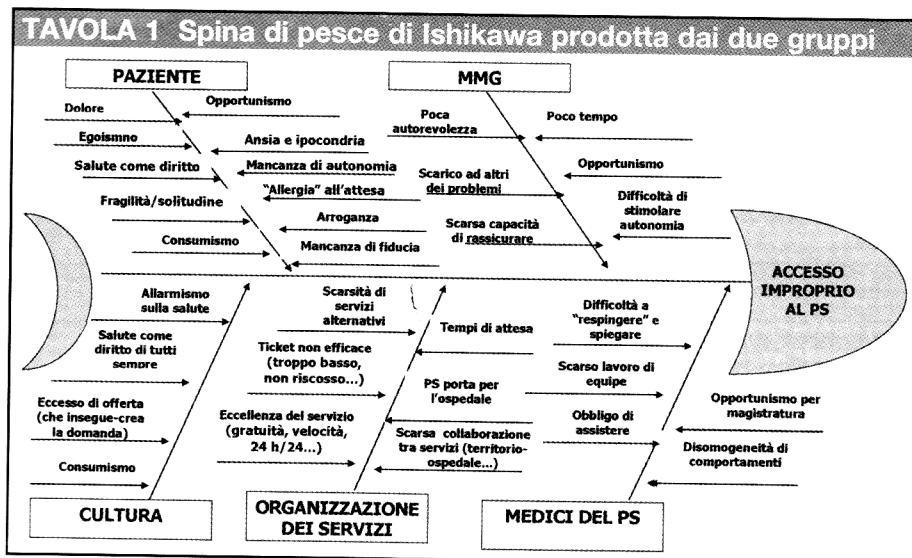 TAVOLA 1 Spina di pesce di Ishikawa prodotta dai due gruppi
PAZIENTE
Dolore
Opportunismo
Egoismno
Ansia e ipocondria
Salute come diritto
Mancanza di autonomia
"Allergia" all'attesa
Fragilità/solitudine
Arroganza
Consumismo
Mancanza di fiducia
MMG
Poca
autorevolezza
Poco tempo
Opportunismo
Scarico ad altri
dei problemi
Difficoltà di
stimolare
autonomia
Scarsa capacità
di rassicurare
ACCESSO
IMPROPRIO
AL PS
Allarmismo
sulla salute
Salute come
diritto di tutti
sempre
Eccesso di offerta
(che insegue-crea
la domanda)
Consumismo
CULTURA
Scarsità di
servizi
alternativi
Tempi di attesa
Ticket non efficace
(troppo basso,
non riscosso...)
PS porta per
l'ospedale
Eccellenza del servizio
(gratuità, velocità,
24 h/24...)
Scarsa collaborazione
tra servizi (territorio-
ospedale...)
ORGANIZZAZIONE
DEI SERVIZI
Difficoltà a
"respingere" e
spiegare
Scarso lavoro di
equipe
Obbligo di
assistere
Opportunismo per
magistratura
Disomogeneità di
comportamenti
MEDICI DEL PS